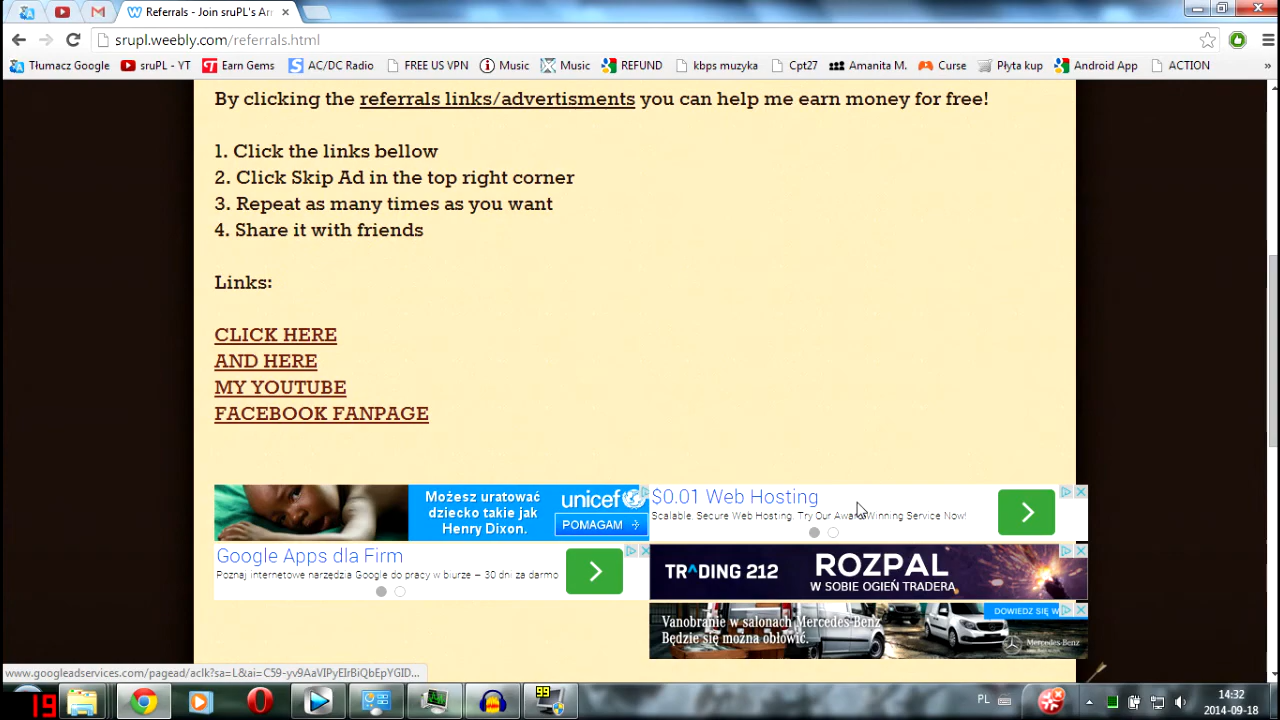 Referrals - Join sruPL's Ar
srupl.weebly.com/referrals.html
Tłumacz Google
sruPL - YT
Earn Gems
AC/DC Radio
FREE US VPN
Music
Music
REFUND
kbps muzyka
Cpt27
Amanita M.
Curse
Płyta kup
Android App
ACTION
»
By clicking the referrals links/advertisments you can help me earn money for free!
1. Click the links bellow
2. Click Skip Ad in the top right corner
3. Repeat as many times as you want
4. Share it with friends
Links:
CLICK HERE
AND HERE
MY YOUTUBE
FACEBOOK FANPAGE
Możesz uratować
dziecko takie jak
Henry Dixon.
unicef
POMAGAM
$0.01 Web Hosting
Scalable. Secure Web Hosting. Try Our Award Winning Service Now!
Google Apps dla Firm
Poznaj internetowe narzędzia Google do pracy w biurze – 30 dni za darmo
TRADING 212
ROZPAL
W SOBIE OGIEŃ TRADERA
Vanobranie w salonach Mercedes-Benz
Będzie się można obłowić.
DOWIEDZ SIĘ W
Mercedes-Benz
www.googleadservices.com/pagead/aclk?sa=L&ai=C59-yv9AaVIPyEIrBiQbEpYGID...
19
99
PL
14:32
2014-09-18